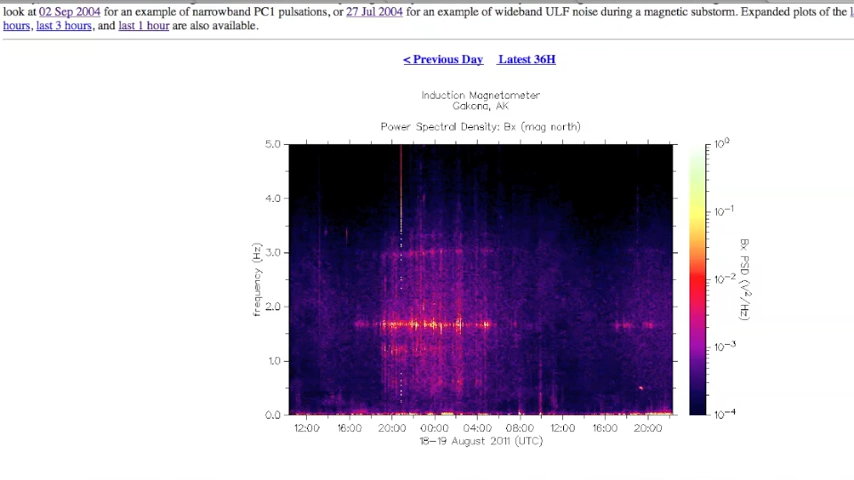 look at 02 Sep 2004 for an example of narrowband PC1 pulsations, or 27 Jul 2004 for an example of wideband ULF noise during a magnetic substorm. Expanded plots of the
hours, last 3 hours, and last 1 hour are also available.
< Previous Day Latest 36H
Induction Magnetometer
Gakona, AK
Power Spectral Density: Bx (mag north)
5.0
4.0
3.0
2.0
1.0
0.0
frequency (Hz)
12:00 16:00 20:00 00:00 04:00 08:00 12:00 16:00 20:00
18-19 August 2011 (UTC)
10⁰
10⁻¹
10⁻²
10⁻³
10⁻⁴
Bx PSD (V²/Hz)